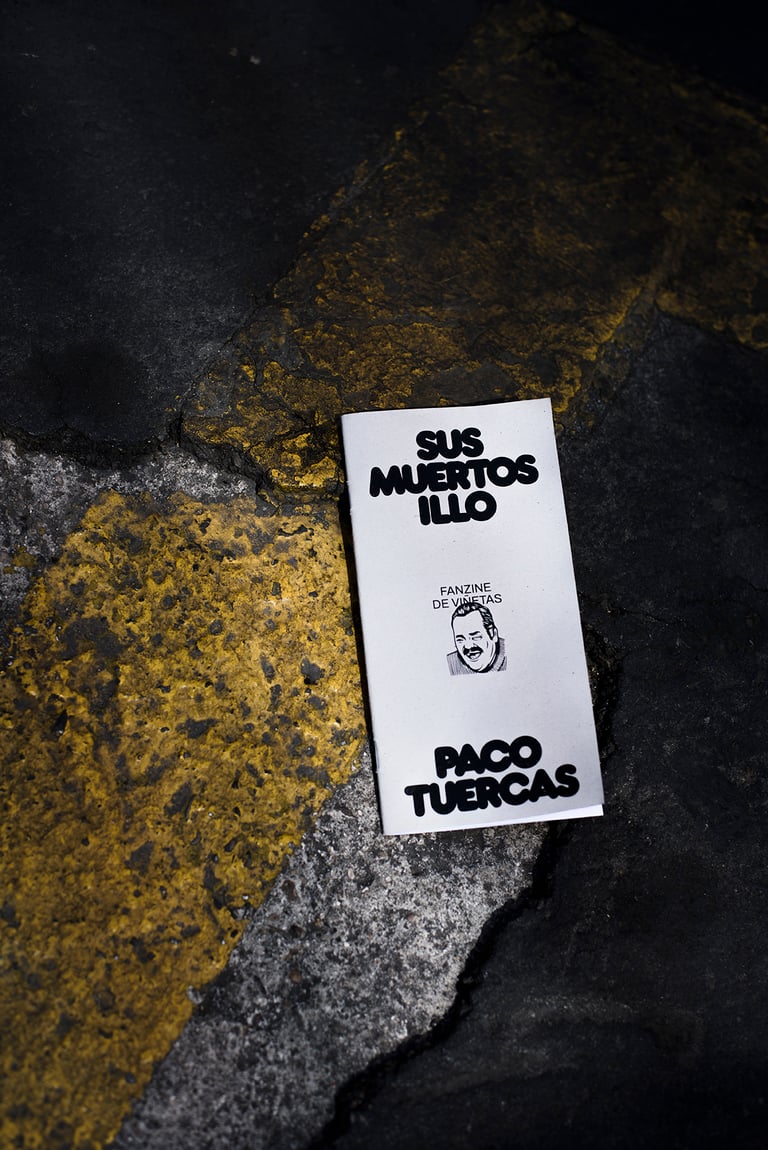 SUS
MUERTOS
ILLO
FANZINE
DE VIÑETAS
PACO
TUERCAS